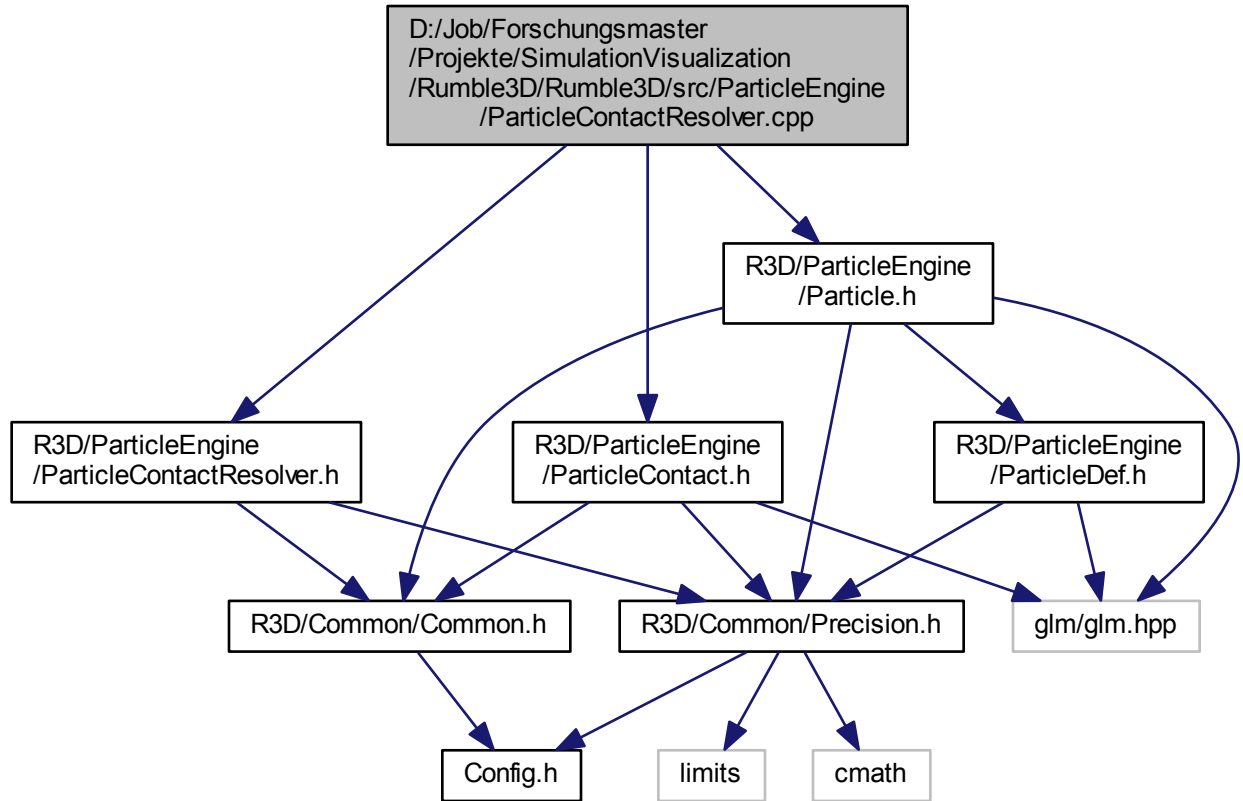 D:/Job/Forschungsmaster
/Projekte/SimulationVisualization
/Rumble3D/Rumble3D/src/ParticleEngine
/ParticleContactResolver.cpp
R3D/ParticleEngine
/Particle.h
R3D/ParticleEngine
/ParticleContactResolver.h
R3D/ParticleEngine
/ParticleContact.h
R3D/ParticleEngine
/ParticleDef.h
R3D/Common/Common.h
R3D/Common/Precision.h
glm/glm.hpp
Config.h
limits
cmath